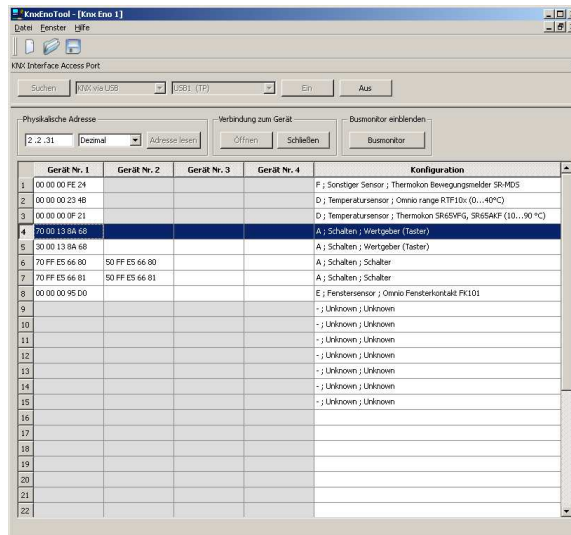 KnxEnoTool - [Knx Eno 1]
Datei Fenster Hilfe
KNX Interface Access Port
Suchen KNX via USB USB1 (TP) Ein Aus
Physikalische Adresse Verbindung zum Gerät Busmonitor einblenden
2 .2 .31 Dezimal Adresse lesen Öffnen Schließen Busmonitor
Gerät Nr. 1 Gerät Nr. 2 Gerät Nr. 3 Gerät Nr. 4 Konfiguration
1 00 00 00 FE 24 F ; Sonstiger Sensor ; Thermokon Bewegungsmelder SR-MDS
2 00 00 00 23 4B D ; Temperatursensor ; Omnio range RTF10x (0...40°C)
3 00 00 00 0F 21 D ; Temperatursensor ; Thermokon SR65VFG, SR65AKF (10...90 °C)
4 70 00 13 8A 68 A ; Schalten ; Wertgeber (Taster)
5 30 00 13 8A 68 A ; Schalten ; Wertgeber (Taster)
6 70 FF E5 66 80 50 FF E5 66 80 A ; Schalten ; Schalter
7 70 FF E5 66 81 50 FF E5 66 81 A ; Schalten ; Schalter
8 00 00 00 95 D0 E ; Fenstersensor ; Omnio Fensterkontakt FK101
9 - ; Unknown ; Unknown
10 - ; Unknown ; Unknown
11 - ; Unknown ; Unknown
12 - ; Unknown ; Unknown
13 - ; Unknown ; Unknown
14 - ; Unknown ; Unknown
15 - ; Unknown ; Unknown
16
17
18
19
20
21
22